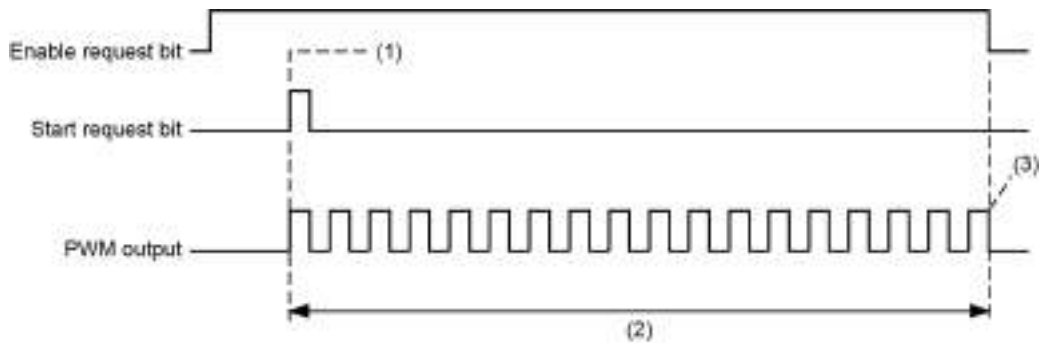 Enable request bit
(1)
Start request bit
(3)
PWM output
(2)